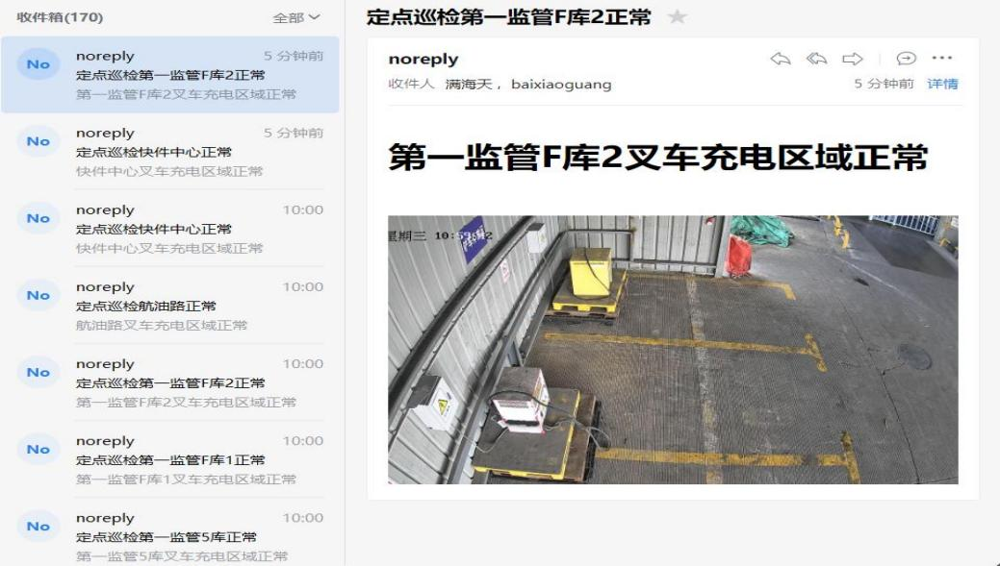 收件箱(170)
全部
No
noreply
5 分钟前
定点巡检第一监管F库2正常
第一监管F库2叉车充电区域正常
No
noreply
5 分钟前
定点巡检快件中心正常
快件中心叉车充电区域正常
No
noreply
10:00
定点巡检快件中心正常
快件中心叉车充电区域正常
No
noreply
10:00
定点巡检航油路正常
航油路叉车充电区域正常
No
noreply
10:00
定点巡检第一监管F库2正常
第一监管F库2叉车充电区域正常
No
noreply
10:00
定点巡检第一监管F库1正常
第一监管F库1叉车充电区域正常
No
noreply
10:00
定点巡检第一监管5库正常
第一监管5库叉车充电区域正常
定点巡检第一监管F库2正常
noreply
收件人 满海天， baixiaoguang
5 分钟前 详情
第一监管F库2叉车充电区域正常
星期三